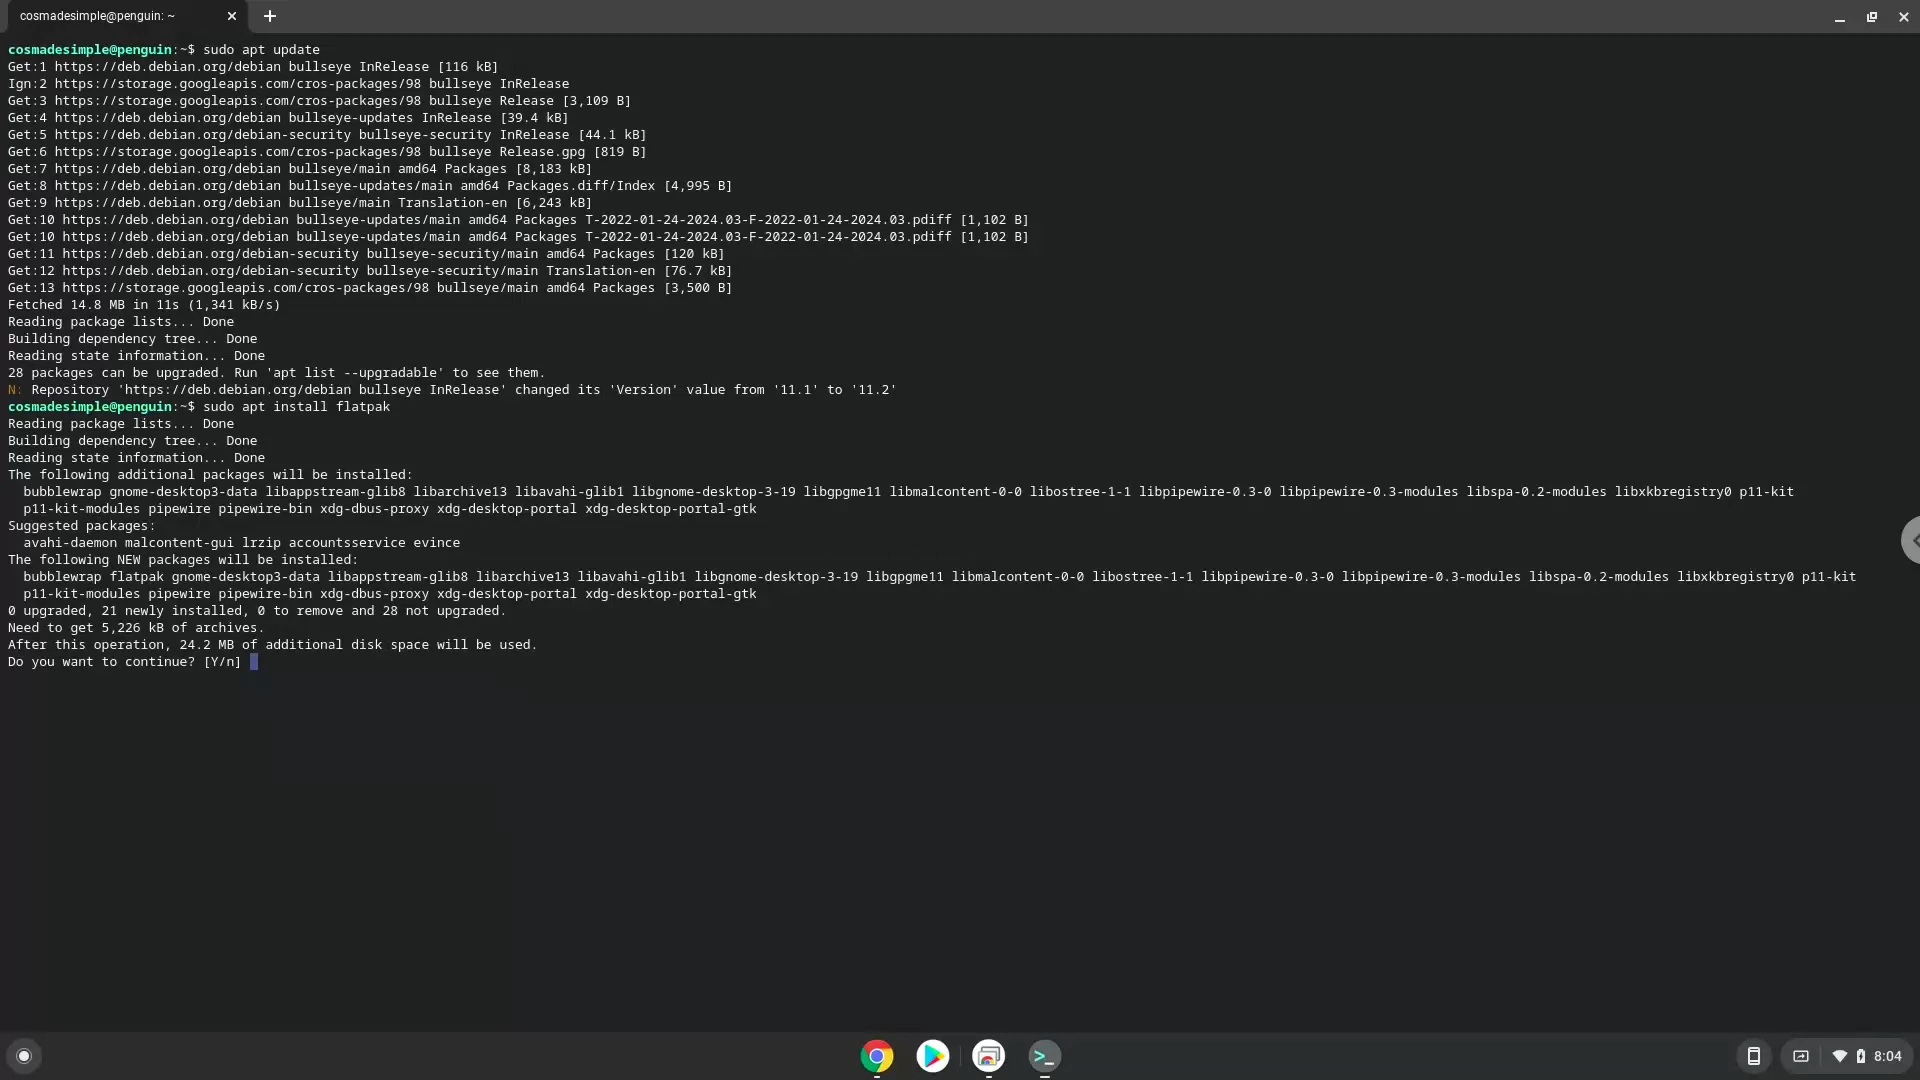 cosmadesimple@penguin: ~
cosmadesimple@penguin:~$ sudo apt update
Get:1 https://deb.debian.org/debian bullseye InRelease [116 kB]
Ign:2 https://storage.googleapis.com/cros-packages/98 bullseye InRelease
Get:3 https://storage.googleapis.com/cros-packages/98 bullseye Release [3,109 B]
Get:4 https://deb.debian.org/debian bullseye-updates InRelease [39.4 kB]
Get:5 https://deb.debian.org/debian-security bullseye-security InRelease [44.1 kB]
Get:6 https://storage.googleapis.com/cros-packages/98 bullseye Release.gpg [819 B]
Get:7 https://deb.debian.org/debian bullseye/main amd64 Packages [8,183 kB]
Get:8 https://deb.debian.org/debian bullseye-updates/main amd64 Packages.diff/Index [4,995 B]
Get:9 https://deb.debian.org/debian bullseye/main Translation-en [6,243 kB]
Get:10 https://deb.debian.org/debian bullseye-updates/main amd64 Packages T-2022-01-24-2024.03-F-2022-01-24-2024.03.pdiff [1,102 B]
Get:10 https://deb.debian.org/debian bullseye-updates/main amd64 Packages T-2022-01-24-2024.03-F-2022-01-24-2024.03.pdiff [1,102 B]
Get:11 https://deb.debian.org/debian-security bullseye-security/main amd64 Packages [120 kB]
Get:12 https://deb.debian.org/debian-security bullseye-security/main Translation-en [76.7 kB]
Get:13 https://storage.googleapis.com/cros-packages/98 bullseye/main amd64 Packages [3,500 B]
Fetched 14.8 MB in 11s (1,341 kB/s)
Reading package lists... Done
Building dependency tree... Done
Reading state information... Done
28 packages can be upgraded. Run 'apt list --upgradable' to see them.
N: Repository 'https://deb.debian.org/debian bullseye InRelease' changed its 'Version' value from '11.1' to '11.2'
cosmadesimple@penguin:~$ sudo apt install flatpak
Reading package lists... Done
Building dependency tree... Done
Reading state information... Done
The following additional packages will be installed:
bubblewrap gnome-desktop3-data libappstream-glib8 libarchive13 libavahi-glib1 libgnome-desktop-3-19 libgpgme11 libmalcontent-0-0 libostree-1-1 libpipewire-0.3-0 libpipewire-0.3-modules libspa-0.2-modules libxkbregistry0 p11-kit
p11-kit-modules pipewire pipewire-bin xdg-dbus-proxy xdg-desktop-portal xdg-desktop-portal-gtk
Suggested packages:
avahi-daemon malcontent-gui lrzip accountsservice evince
The following NEW packages will be installed:
bubblewrap flatpak gnome-desktop3-data libappstream-glib8 libarchive13 libavahi-glib1 libgnome-desktop-3-19 libgpgme11 libmalcontent-0-0 libostree-1-1 libpipewire-0.3-0 libpipewire-0.3-modules libspa-0.2-modules libxkbregistry0 p11-kit
p11-kit-modules pipewire pipewire-bin xdg-dbus-proxy xdg-desktop-portal xdg-desktop-portal-gtk
0 upgraded, 21 newly installed, 0 to remove and 28 not upgraded.
Need to get 5,226 kB of archives.
After this operation, 24.2 MB of additional disk space will be used.
Do you want to continue? [Y/n]
8:04